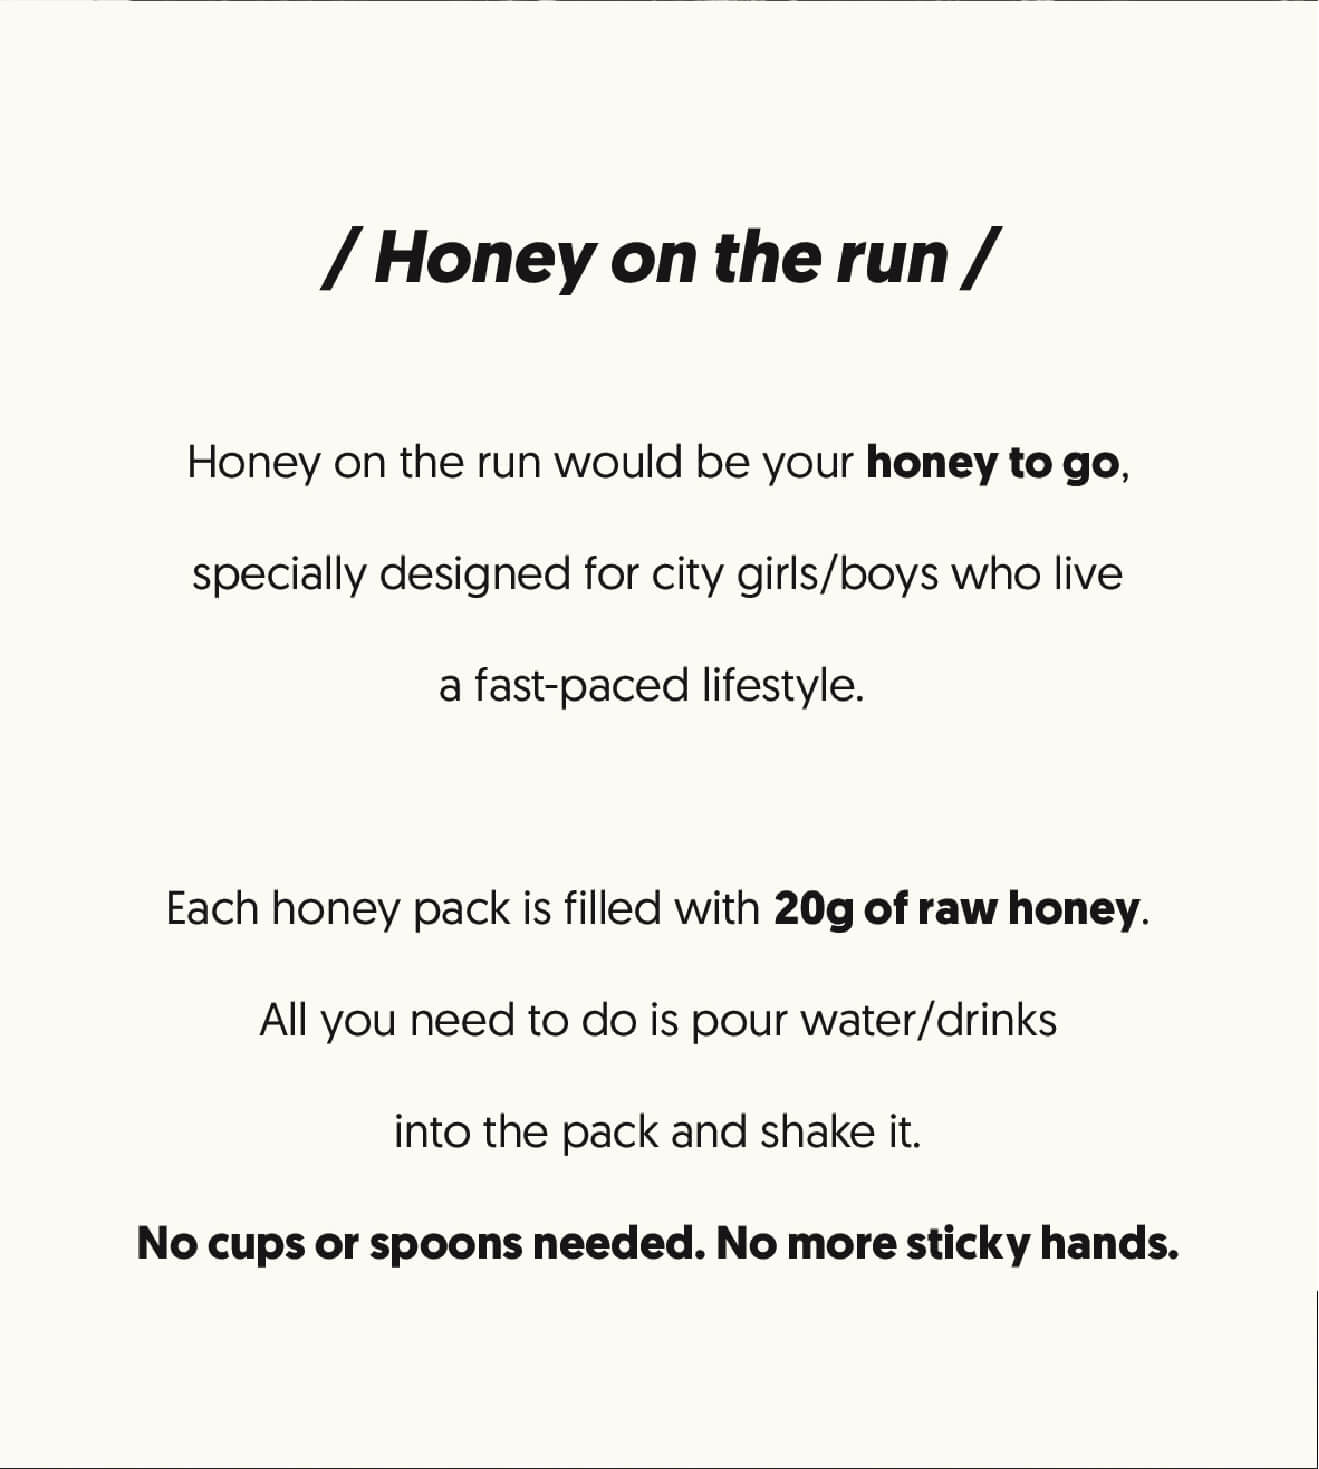 / Honey on the run /
Honey on the run would be your honey to go,
specially designed for city girls/boys who live
a fast-paced lifestyle.
Each honey pack is filled with 20g of raw honey.
All you need to do is pour water/drinks
into the pack and shake it.
No cups or spoons needed. No more sticky hands.